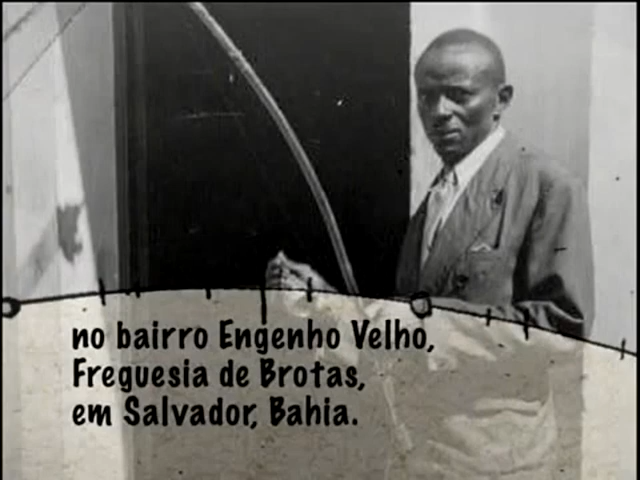 no bairro Engenho Velho,
Freguesia de Brotas,
em Salvador, Bahia.